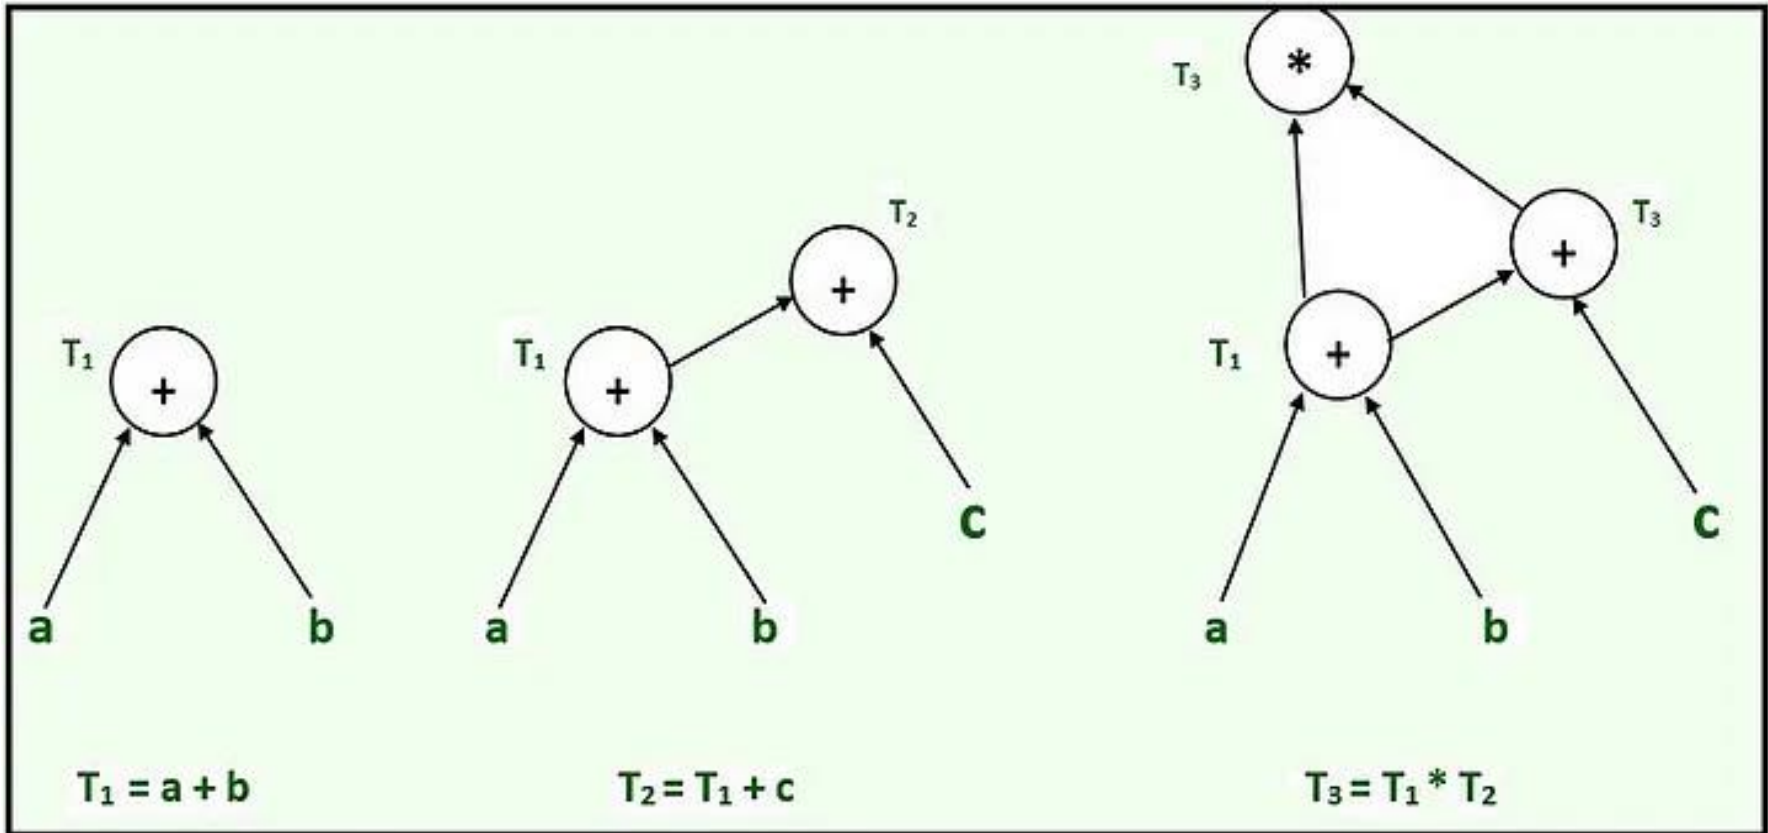 T₃
*
T₂
T₃
+
+
T₁
T₁
T₁
+
+
+
c
c
a
b
a
b
a
b
T₁ = a + b
T₂ = T₁ + c
T₃ = T₁ * T₂